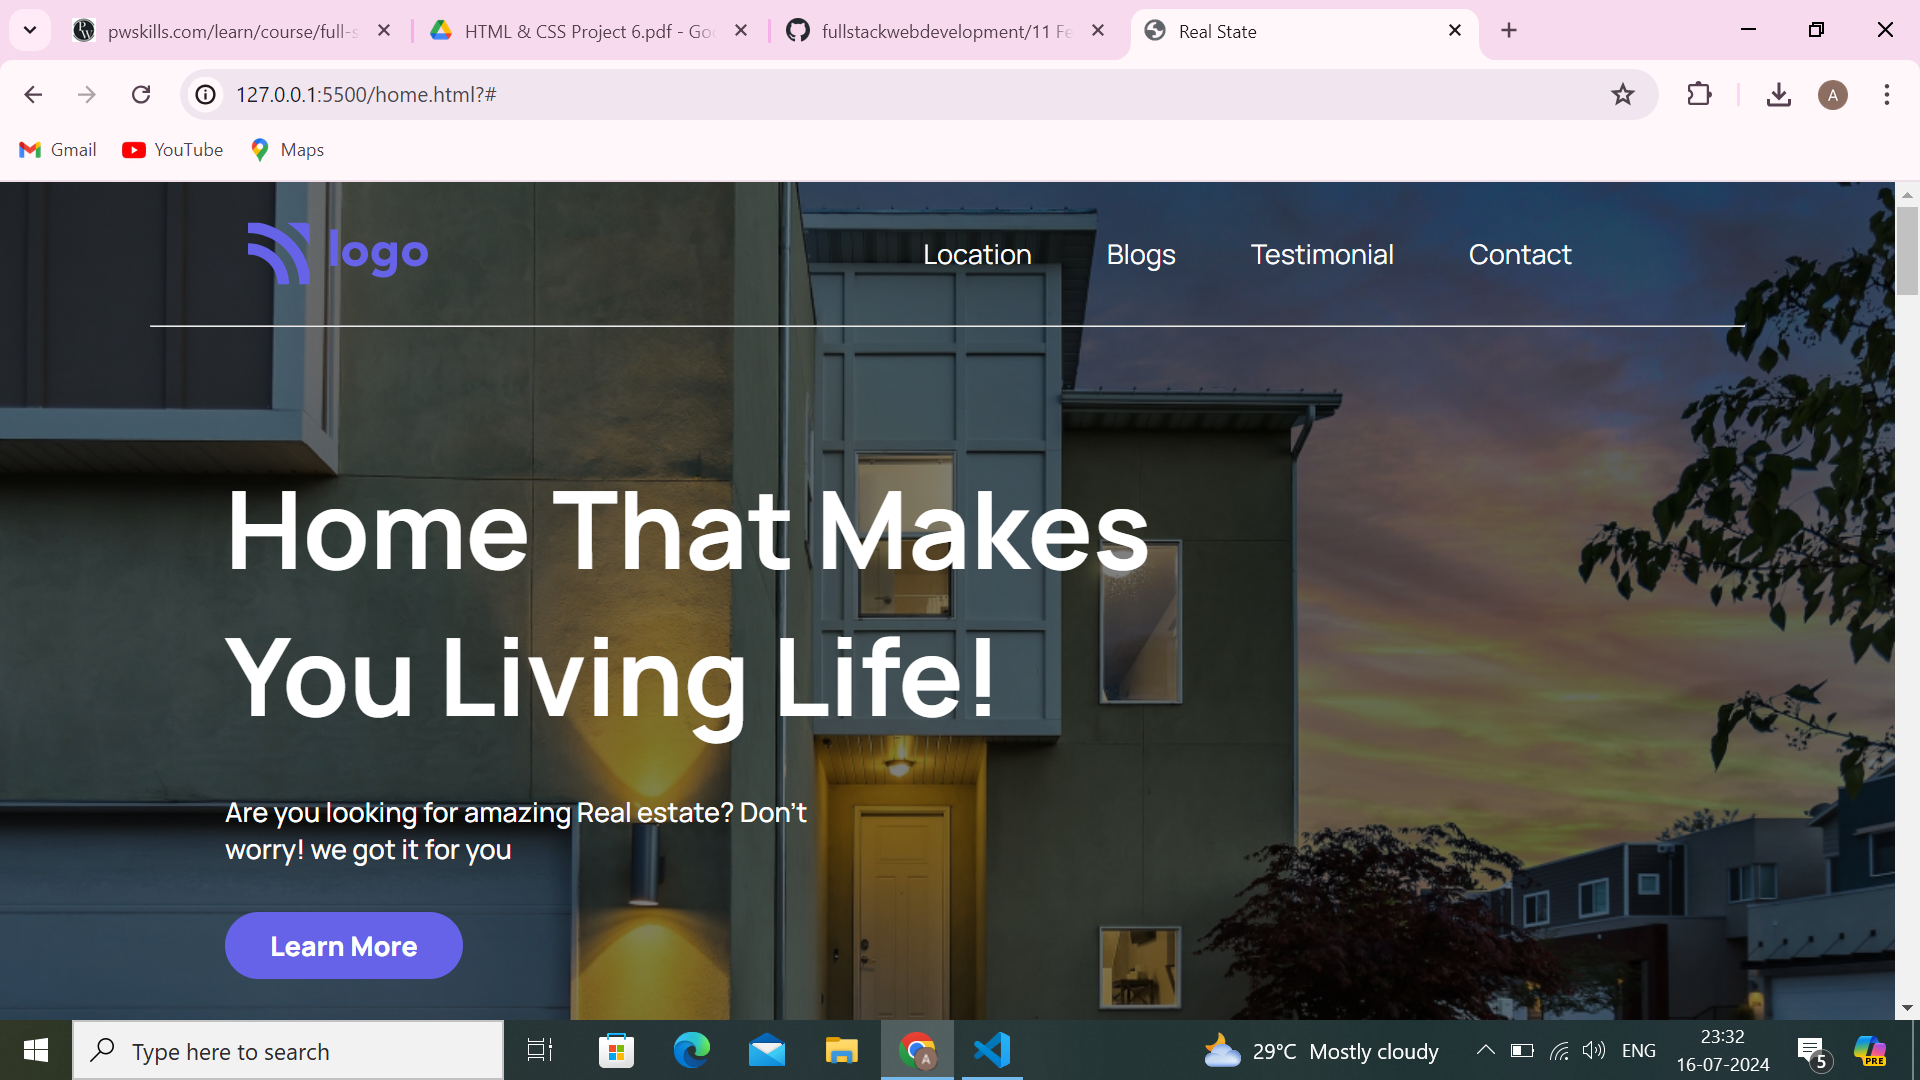 pwskills.com/learn/course/full-s
HTML & CSS Project 6.pdf - Goo
fullstackwebdevelopment/11 Fe
Real State
127.0.0.1:5500/home.html?#
A
Gmail
YouTube
Maps
logo
Location
Blogs
Testimonial
Contact
Home That Makes
You Living Life!
Are you looking for amazing Real estate? Don’t
worry! we got it for you
Learn More
Type here to search
A
29°C Mostly cloudy
ENG
23:32
16-07-2024
5
PRE